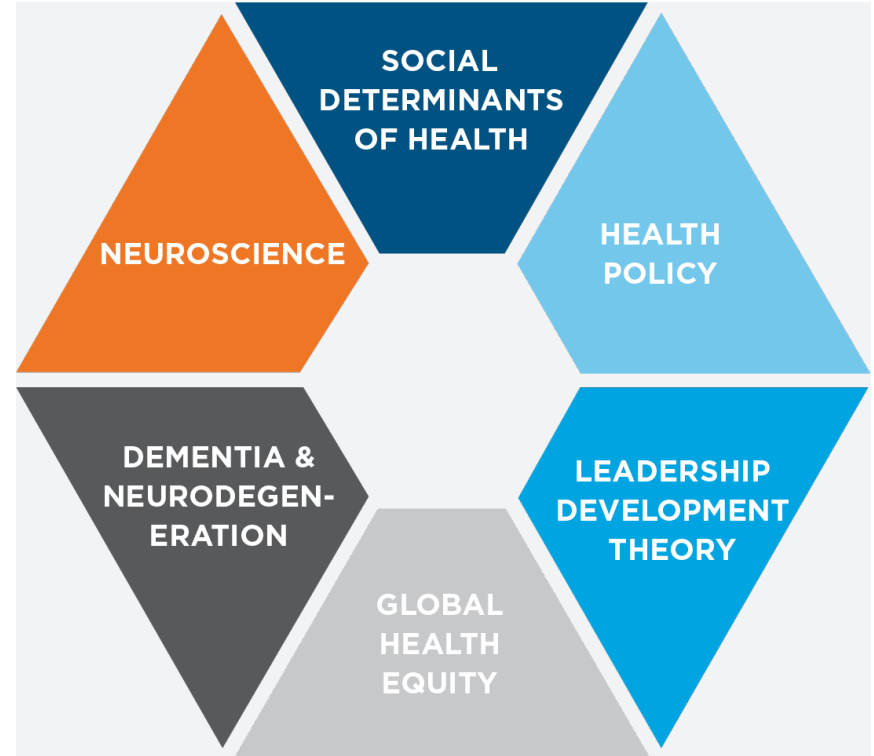 SOCIAL
DETERMINANTS
OF HEALTH
NEUROSCIENCE
HEALTH
POLICY
DEMENTIA &
NEURODEGEN-
ERATION
LEADERSHIP
DEVELOPMENT
THEORY
GLOBAL
HEALTH
EQUITY